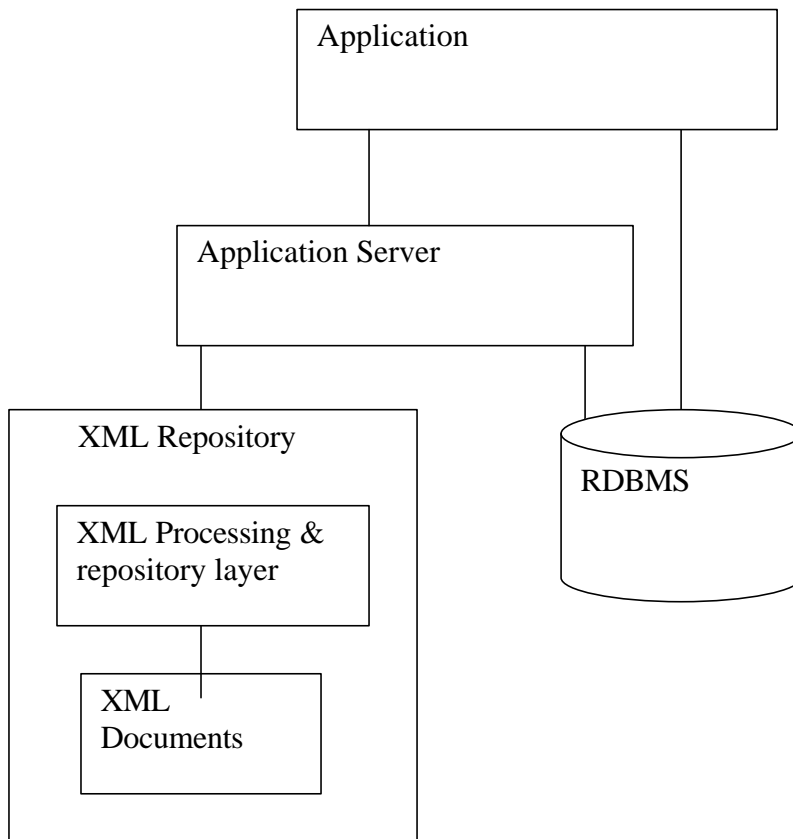 Application
Application Server
XML Repository
RDBMS
XML Processing &
repository layer
XML
Documents